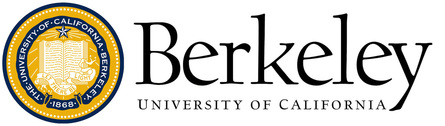 THE·UNIVERSITY·OF·CALIFORNIA·BERKELEY
·1868·
Berkeley
UNIVERSITY OF CALIFORNIA